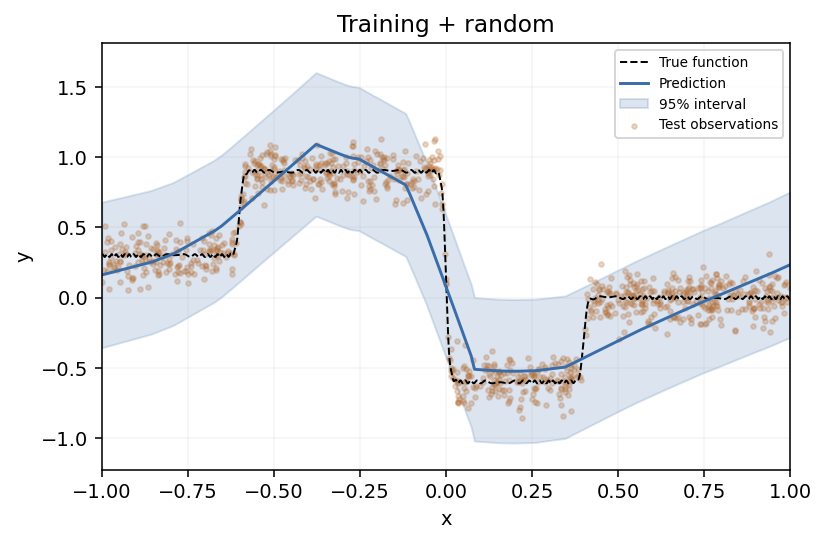 Training + random
True function
Prediction
95% interval
Test observations
y
1.5
1.0
0.5
0.0
−0.5
−1.0
−1.00 −0.75 −0.50 −0.25 0.00 0.25 0.50 0.75 1.00
x